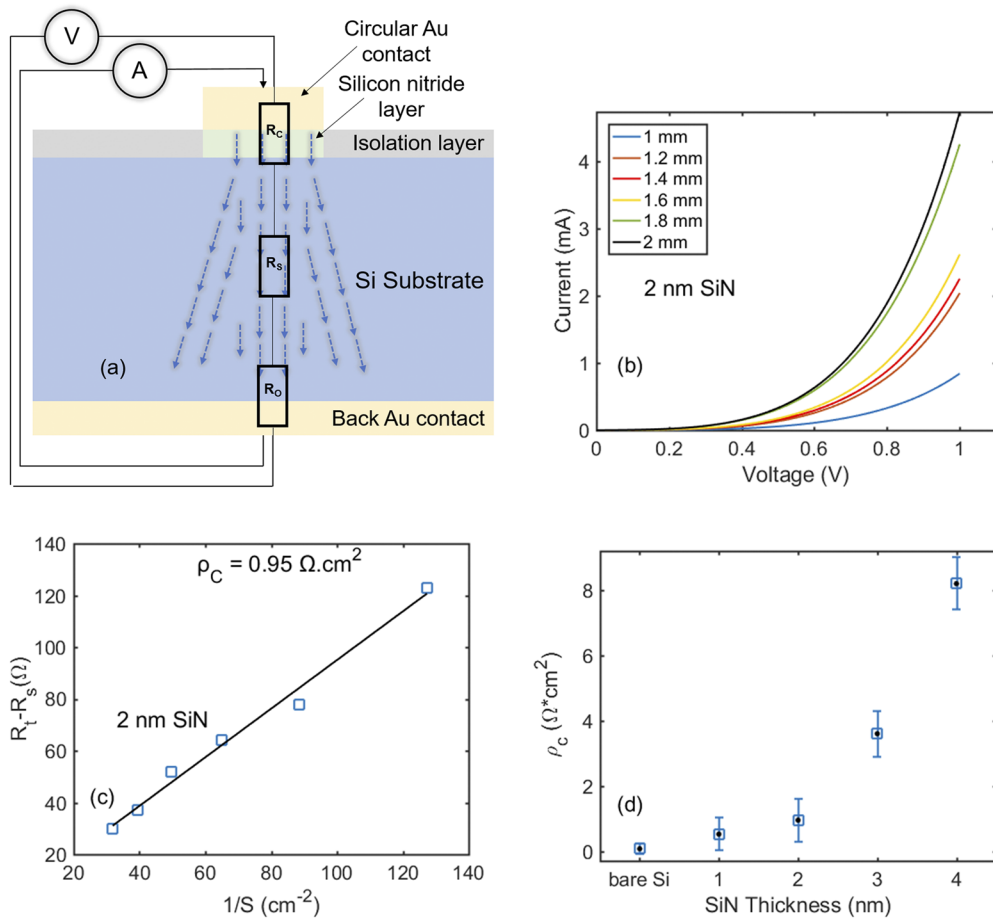 V
A
Circular Au
contact
Silicon nitride
layer
R_C
Isolation layer
R_S
Si Substrate
(a)
R_O
Back Au contact
Current (mA)
4
3
2
1
0
1 mm
1.2 mm
1.4 mm
1.6 mm
1.8 mm
2 mm
2 nm SiN
(b)
0 0.2 0.4 0.6 0.8 1
Voltage (V)
R_t-R_s(Ω)
140
120
100
80
60
40
20
ρ_C = 0.95 Ω.cm²
2 nm SiN
(c)
20 40 60 80 100 120 140
1/S (cm⁻²)
ρ_c (Ω*cm²)
8
6
4
2
0
(d)
bare Si 1 2 3 4
SiN Thickness (nm)